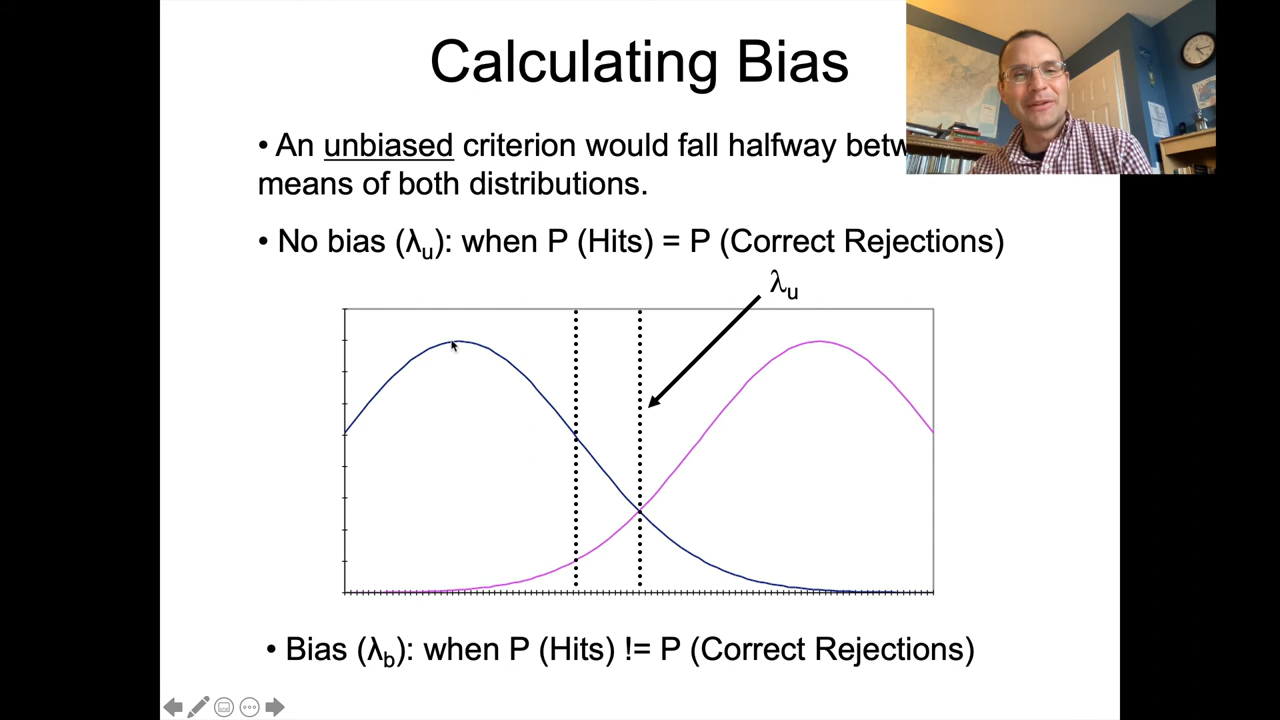 Calculating Bias
• An unbiased criterion would fall halfway
means of both distributions.
• No bias (λu): when P (Hits) = P (Correct Rejections)
λu
• Bias (λb): when P (Hits) != P (Correct Rejections)